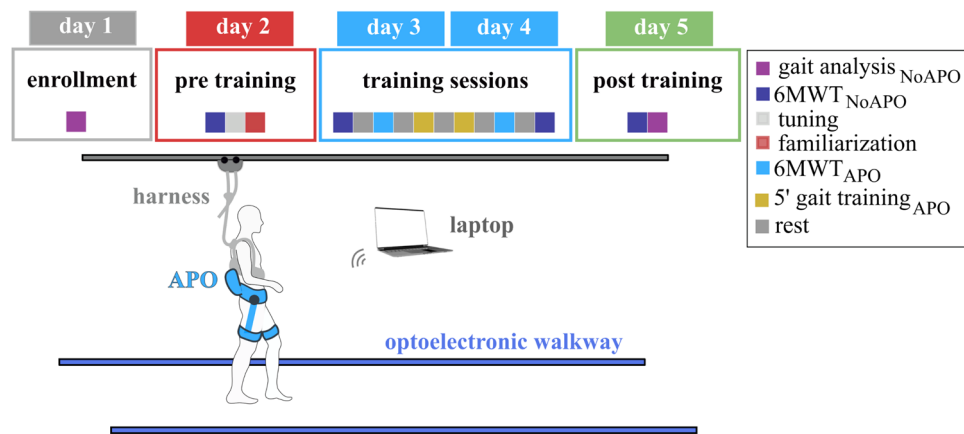 day 1
day 2
day 3
day 4
day 5
enrollment
pre training
training sessions
post training
gait analysis NoAPO
6MWT NoAPO
tuning
familiarization
6MWT APO
5' gait training APO
rest
harness
laptop
APO
optoelectronic walkway